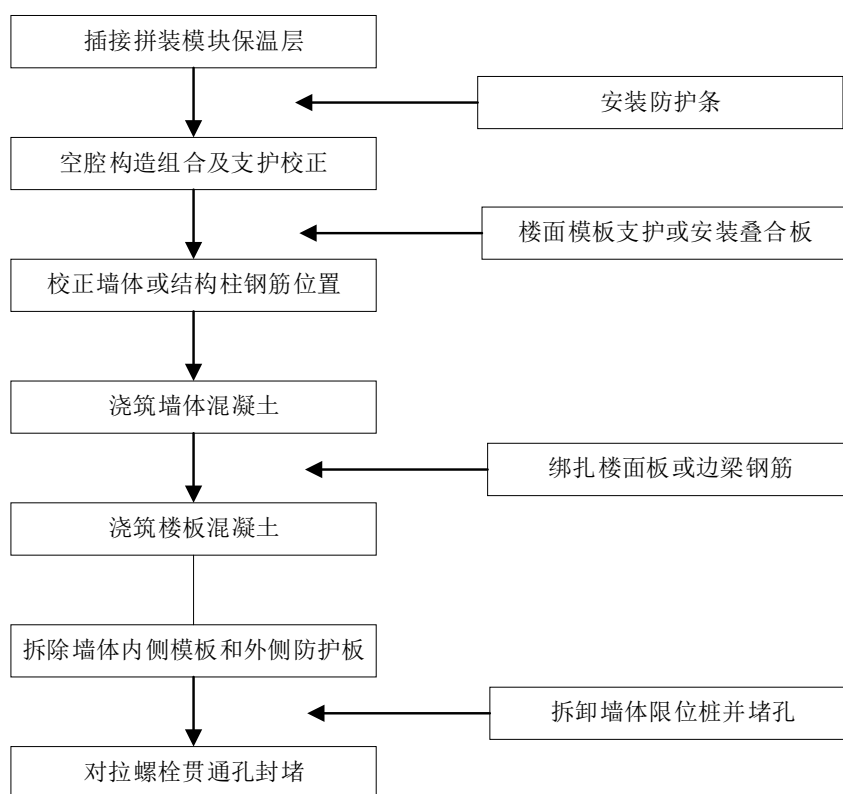 插接拼装模块保温层
安装防护条
空腔构造组合及支护校正
楼面模板支护或安装叠合板
校正墙体或结构柱钢筋位置
浇筑墙体混凝土
绑扎楼面板或边梁钢筋
浇筑楼板混凝土
拆除墙体内侧模板和外侧防护板
拆卸墙体限位桩并堵孔
对拉螺栓贯通孔封堵